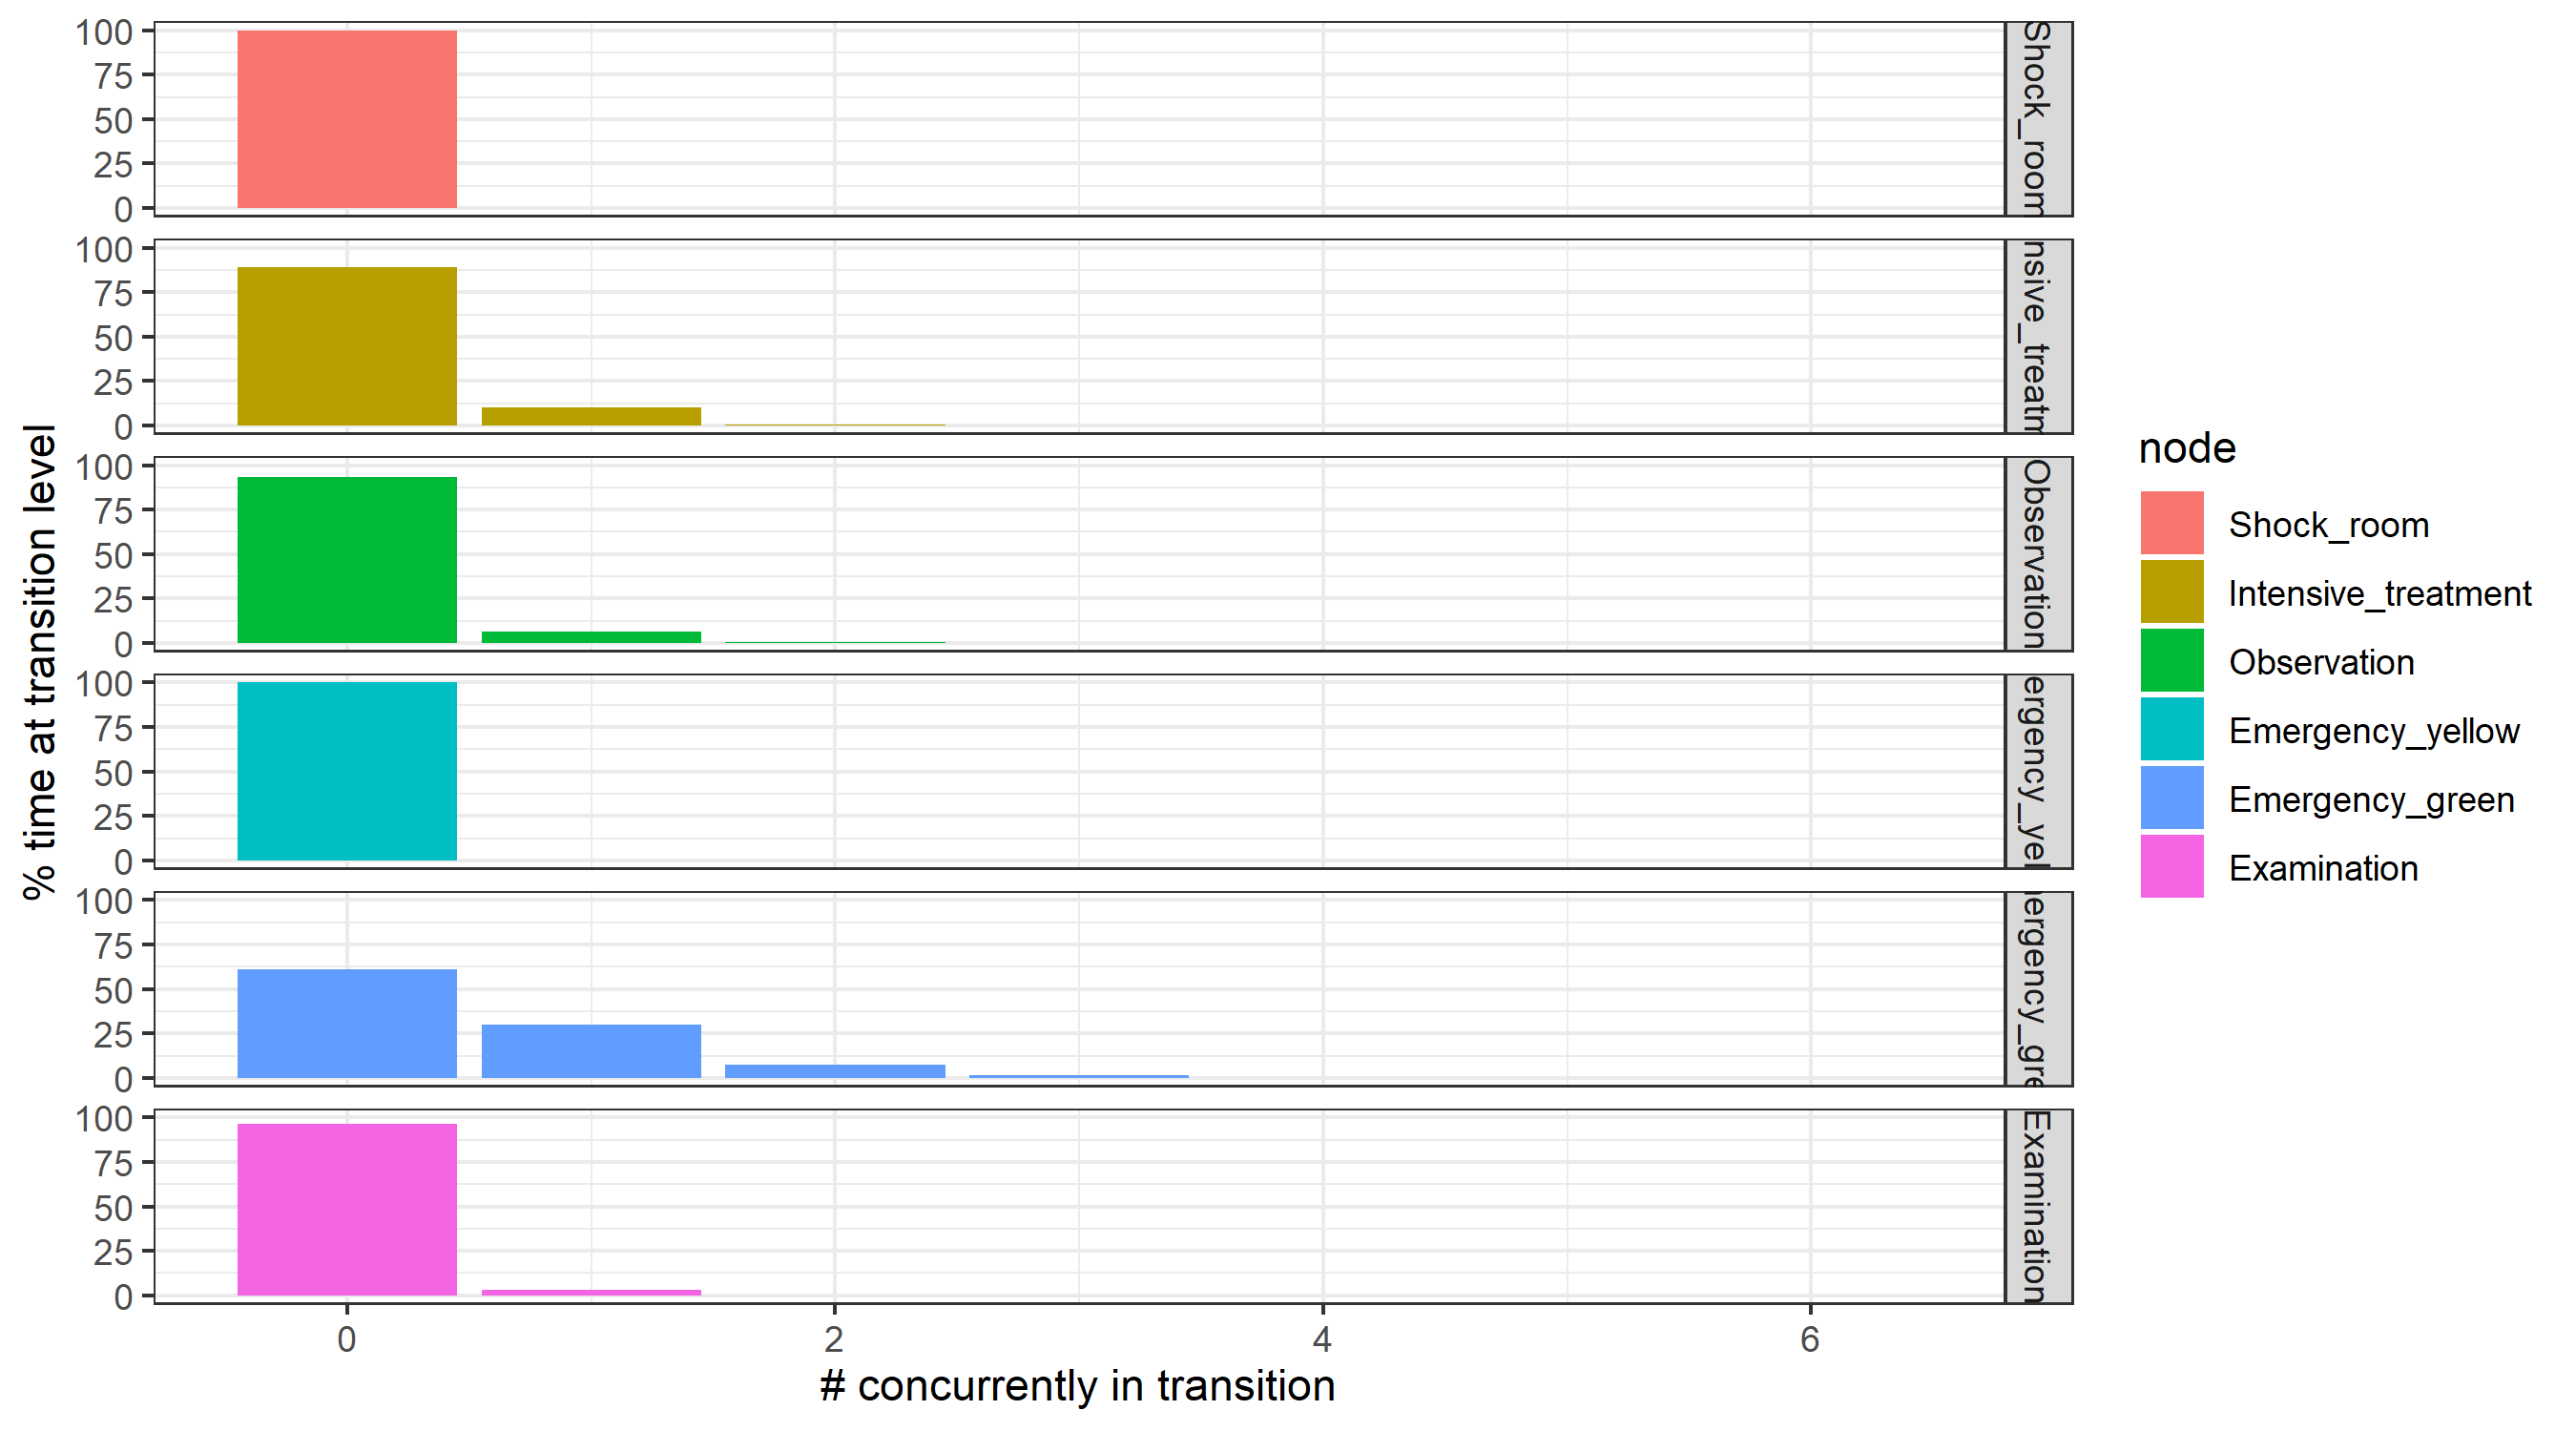 % time at transition level
100
75
50
25
0
Shock_room
100
75
50
25
0
nsive_treatm
100
75
50
25
0
Observation
100
75
50
25
0
ergency_yel
100
75
50
25
0
ergency_gre
100
75
50
25
0
Examination
0 2 4 6
# concurrently in transition
node
Shock_room
Intensive_treatment
Observation
Emergency_yellow
Emergency_green
Examination